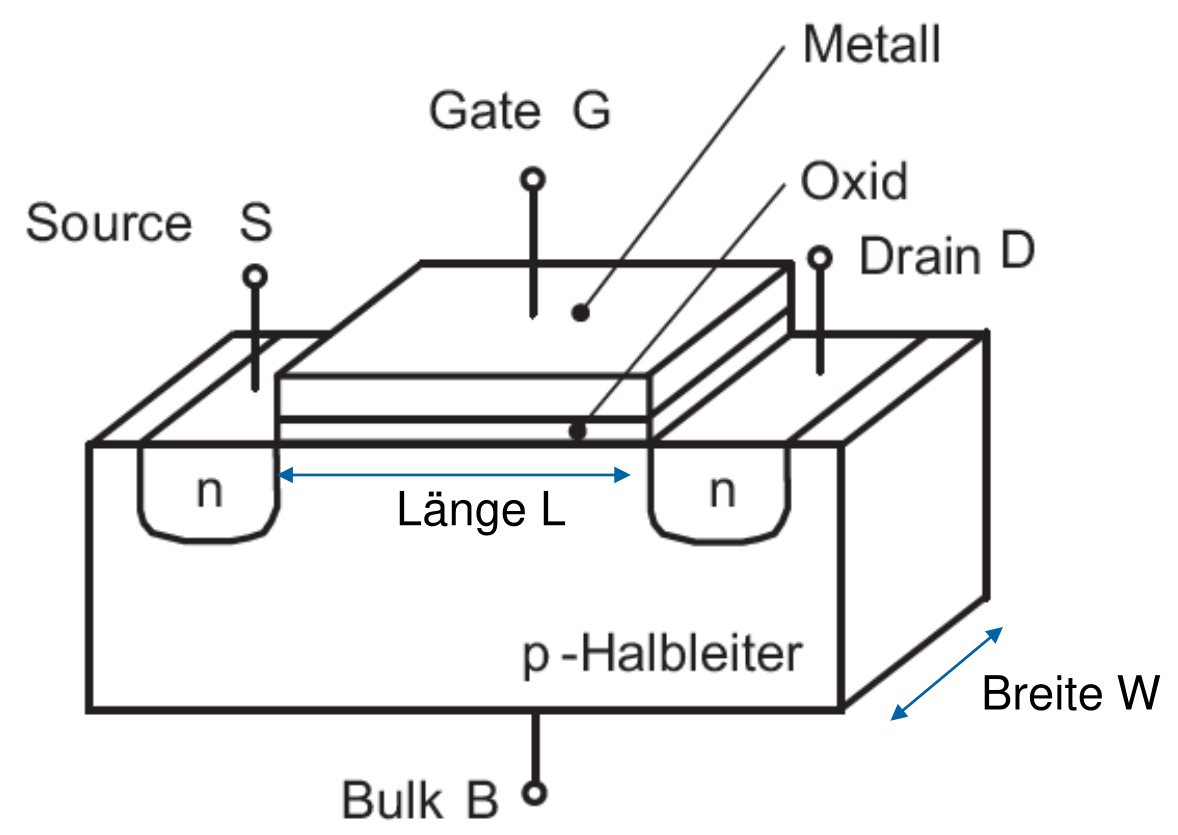 Metall
Gate G
Oxid
Source S
Drain D
n
n
Länge L
p-Halbleiter
Breite W
Bulk B